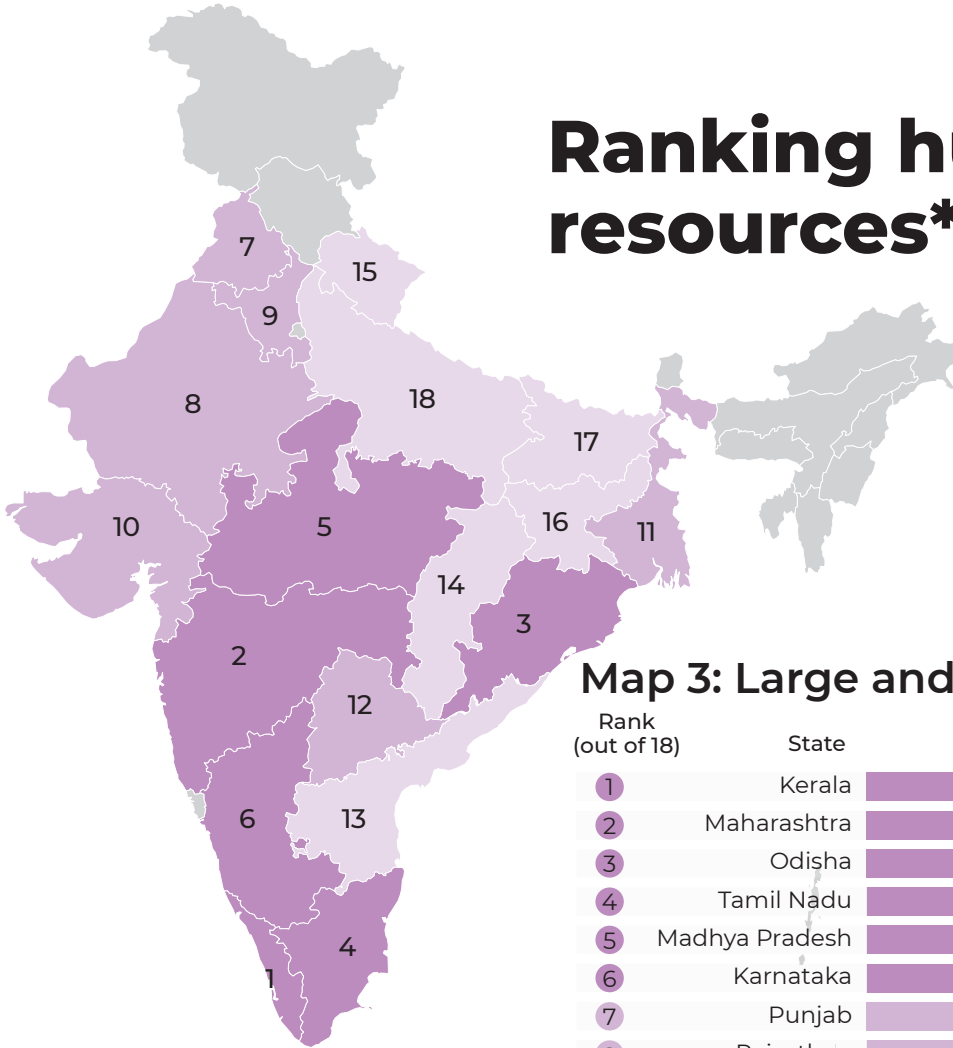 Ranking
resources*
7
15
9
8
18
17
10
5
16
11
14
3
2
12
6
13
4
1
Map 3: Large and
Rank
(out of 18)
State
1 Kerala
2 Maharashtra
3 Odisha
4 Tamil Nadu
5 Madhya Pradesh
6 Karnataka
7 Punjab